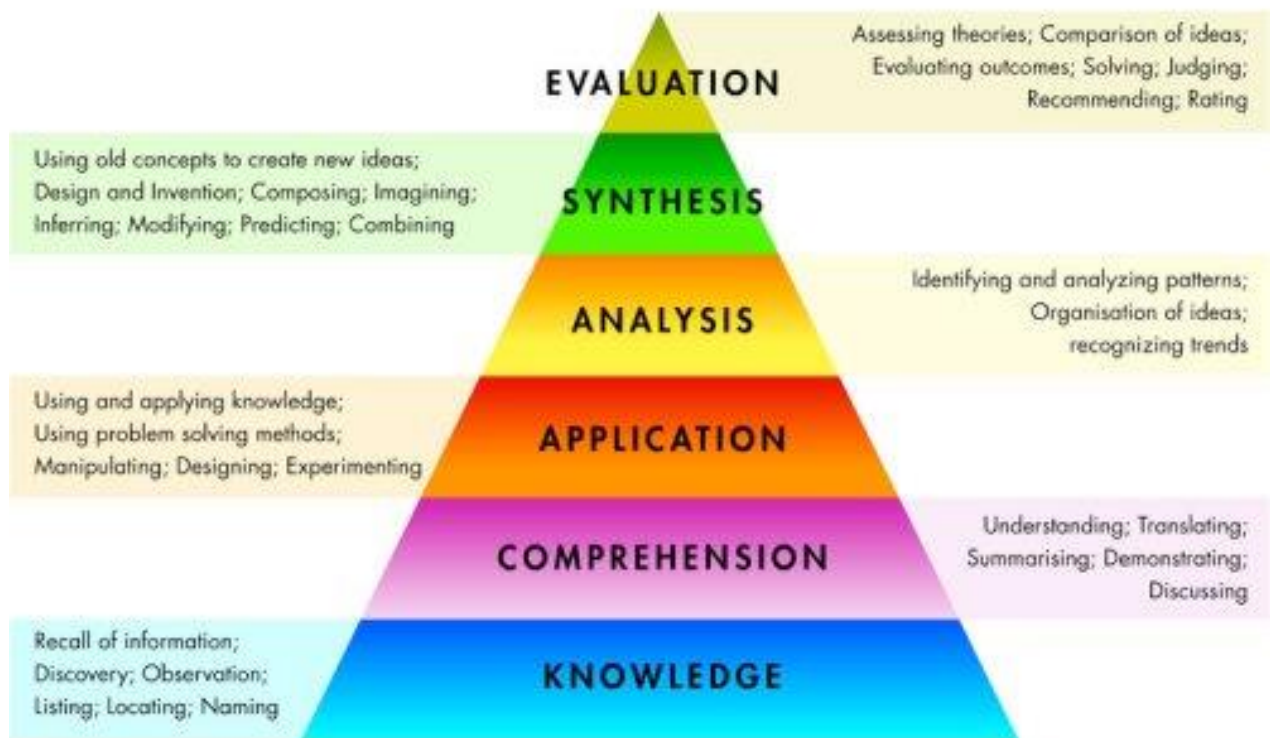 EVALUATION
Assessing theories; Comparison of ideas;
Evaluating outcomes; Solving; Judging;
Recommending; Rating
Using old concepts to create new ideas;
Design and Invention; Composing; Imagining;
Inferring; Modifying; Predicting; Combining
SYNTHESIS
ANALYSIS
Identifying and analyzing patterns;
Organisation of ideas;
recognizing trends
Using and applying knowledge;
Using problem solving methods;
Manipulating; Designing; Experimenting
APPLICATION
COMPREHENSION
Understanding; Translating;
Summarising; Demonstrating;
Discussing
Recall of information;
Discovery; Observation;
Listing; Locating; Naming
KNOWLEDGE